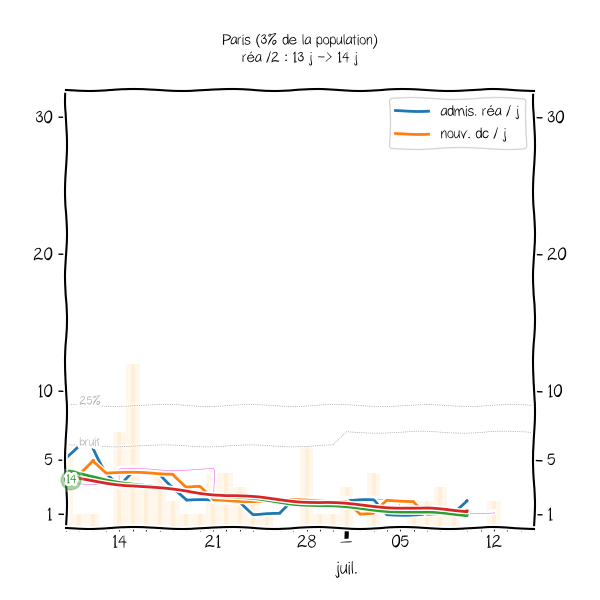 Paris (3% de la population)
réa /2 : 13 j -> 14 j
30
30
admis. réa / j
nouv. dc / j
20
20
10
10
25%
bruit
5
5
14
1
1
14
21
28
05
12
juil.